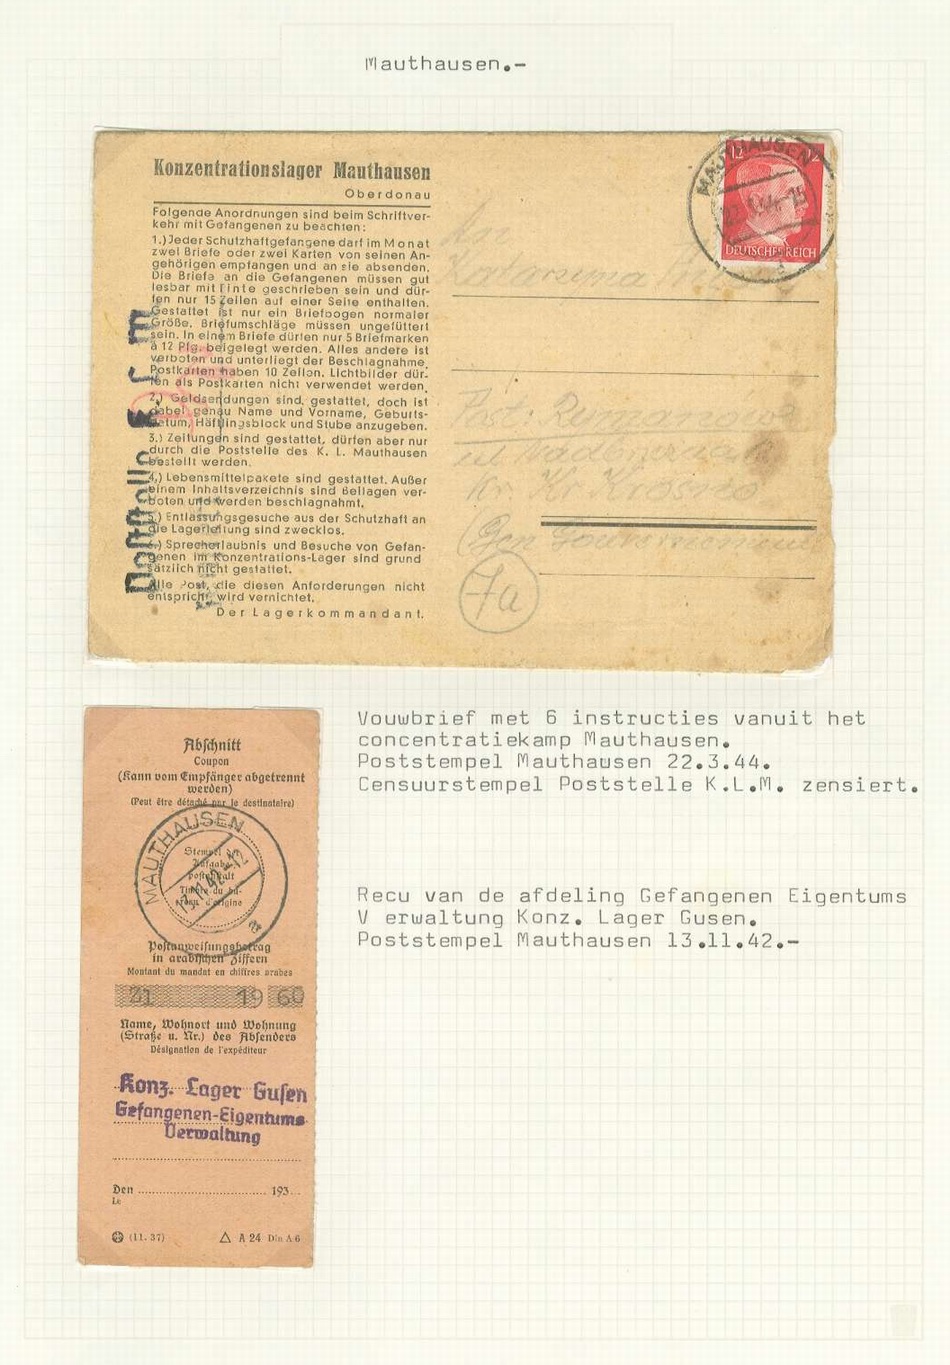 Mauthausen.-
Konzentrationslager Mauthausen
Oberdonau
Folgende Anordnungen sind beim Schriftver-
kehr mit Gefangenen zu beachten:
1.) Jeder Schutzhaftgefangene darf im Monat
zwei Briefe oder zwei Karten von seinen An-
gehörigen empfangen und an sie absenden.
Die Briefe an die Gefangenen müssen gut
lesbar mit Tinte geschrieben sein und dür-
fen nur 15 Zeilen auf einer Seite enthalten.
Gestattet ist nur ein Briefbogen normaler
Größe. Briefumschläge müssen ungefüttert
sein. In einem Briefe dürfen nur 5 Briefmarken
à 12 Pfg. beigelegt werden. Alles andere ist
verboten und unterliegt der Beschlagnahme.
Postkarten haben 10 Zeilen. Lichtbilder dür-
fen als Postkarten nicht verwendet werden.
2.) Geldsendungen sind gestattet, doch ist
dabei genau Name und Vorname, Geburts-
datum, Häftlingsblock und Stube anzugeben.
3.) Zeitungen sind gestattet, dürfen aber nur
durch die Poststelle des K. L. Mauthausen
bestellt werden.
4.) Lebensmittelpakete sind gestattet. Außer
einem Inhaltsverzeichnis sind Beilagen ver-
boten und werden beschlagnahmt.
5.) Entlassungsgesuche aus der Schutzhaft an
die Lagerleitung sind zwecklos.
6.) Sprecherlaubnis und Besuche von Gefan-
genen im Konzentrations-Lager sind grund
sätzlich nicht gestattet.
Alle Post, die diesen Anforderungen nicht
entspricht, wird vernichtet.
Der Lagerkommandant.
Poststelle
MAUTHAUSEN
12 12
DEUTSCHES REICH
An
Post:
7a
Vouwbrief met 6 instructies vanuit het
concentratiekamp Mauthausen.
Poststempel Mauthausen 22.3.44.
Censuurstempel Poststelle K.L.M. zensiert.
Recu van de afdeling Gefangenen Eigentums
V erwaltung Konz. Lager Gusen.
Poststempel Mauthausen 13.11.42.-
Abschnitt
Coupon
(Kann vom Empfänger abgetrennt
werden)
(Peut être détaché par le destinataire)
MAUTHAUSEN
a
Postanweisungsbetrag
in arabischen Ziffern
Montant du mandat en chiffres arabes
31 19 60
Name, Wohnort und Wohnung
(Straße u. Nr.) des Absenders
Désignation de l'expéditeur
Konz. Lager Gusen
Gefangenen-Eigentums
Verwaltung
Den 193
Le
(11. 37) A 24 Din A 6